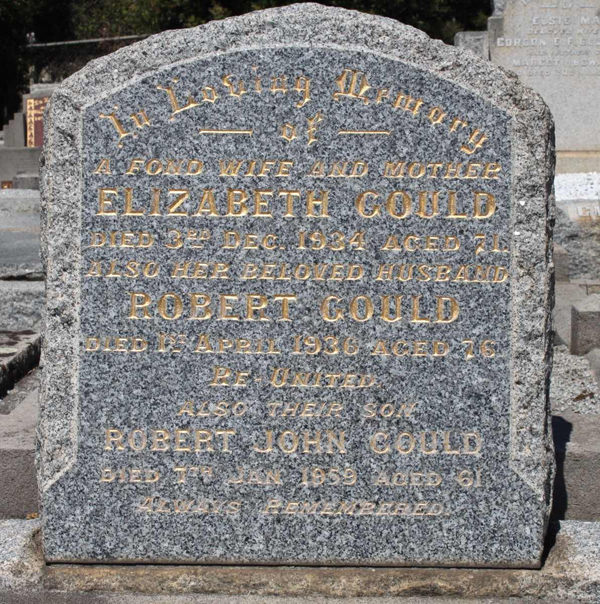 In Loving Memory
— of —
A FOND WIFE AND MOTHER
ELIZABETH GOULD
DIED 3RD DEC. 1934 AGED 71.
ALSO HER BELOVED HUSBAND
ROBERT GOULD
DIED 1ST APRIL 1936 AGED 76
RE-UNITED.
ALSO THEIR SON
ROBERT JOHN GOULD
DIED 7TH JAN 1959 AGED 61
ALWAYS REMEMBERED.
ELSIE